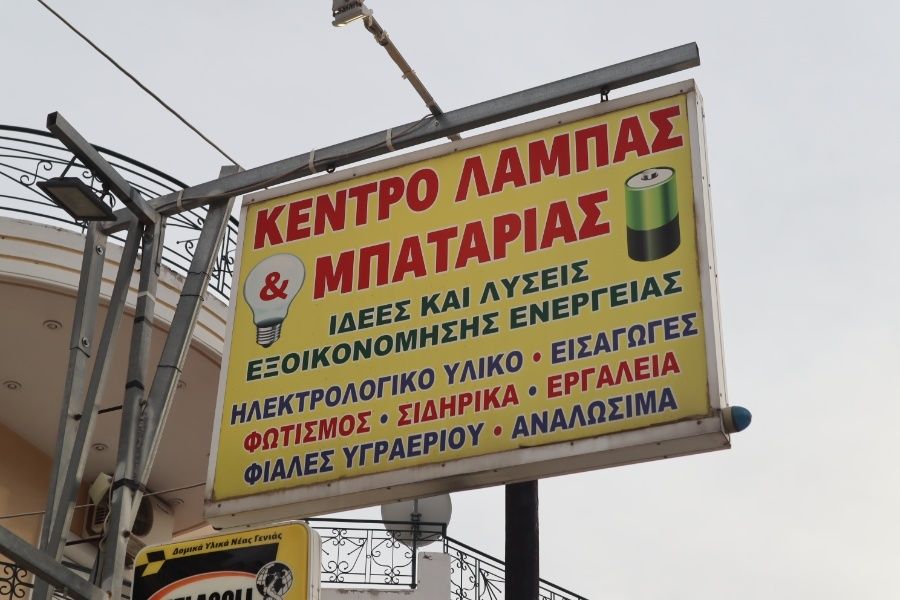 ΚΕΝΤΡΟ ΛΑΜΠΑΣ
& ΜΠΑΤΑΡΙΑΣ
ΙΔΕΕΣ ΚΑΙ ΛΥΣΕΙΣ
ΕΞΟΙΚΟΝΟΜΗΣΗΣ ΕΝΕΡΓΕΙΑΣ
ΗΛΕΚΤΡΟΛΟΓΙΚΟ ΥΛΙΚΟ • ΕΙΣΑΓΩΓΕΣ
ΦΩΤΙΣΜΟΣ • ΣΙΔΗΡΙΚΑ • ΕΡΓΑΛΕΙΑ
ΦΙΑΛΕΣ ΥΓΡΑΕΡΙΟΥ • ΑΝΑΛΩΣΙΜΑ
Δομικά Υλικά Νέας Γενιάς